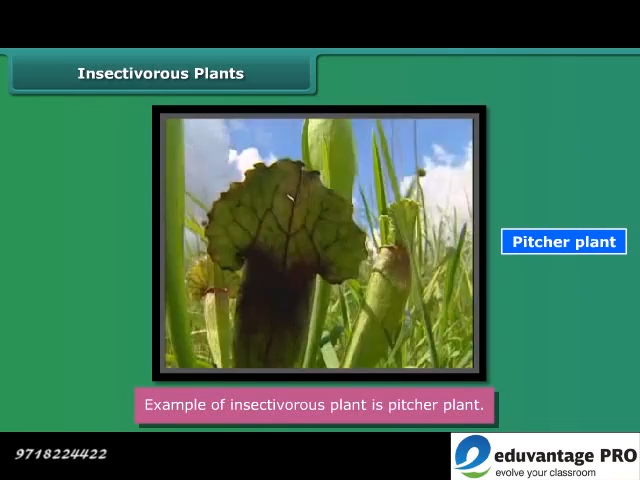 Insectivorous Plants
Pitcher plant
Example of insectivorous plant is pitcher plant.
9718224422
eduvantage PRO
evolve your classroom